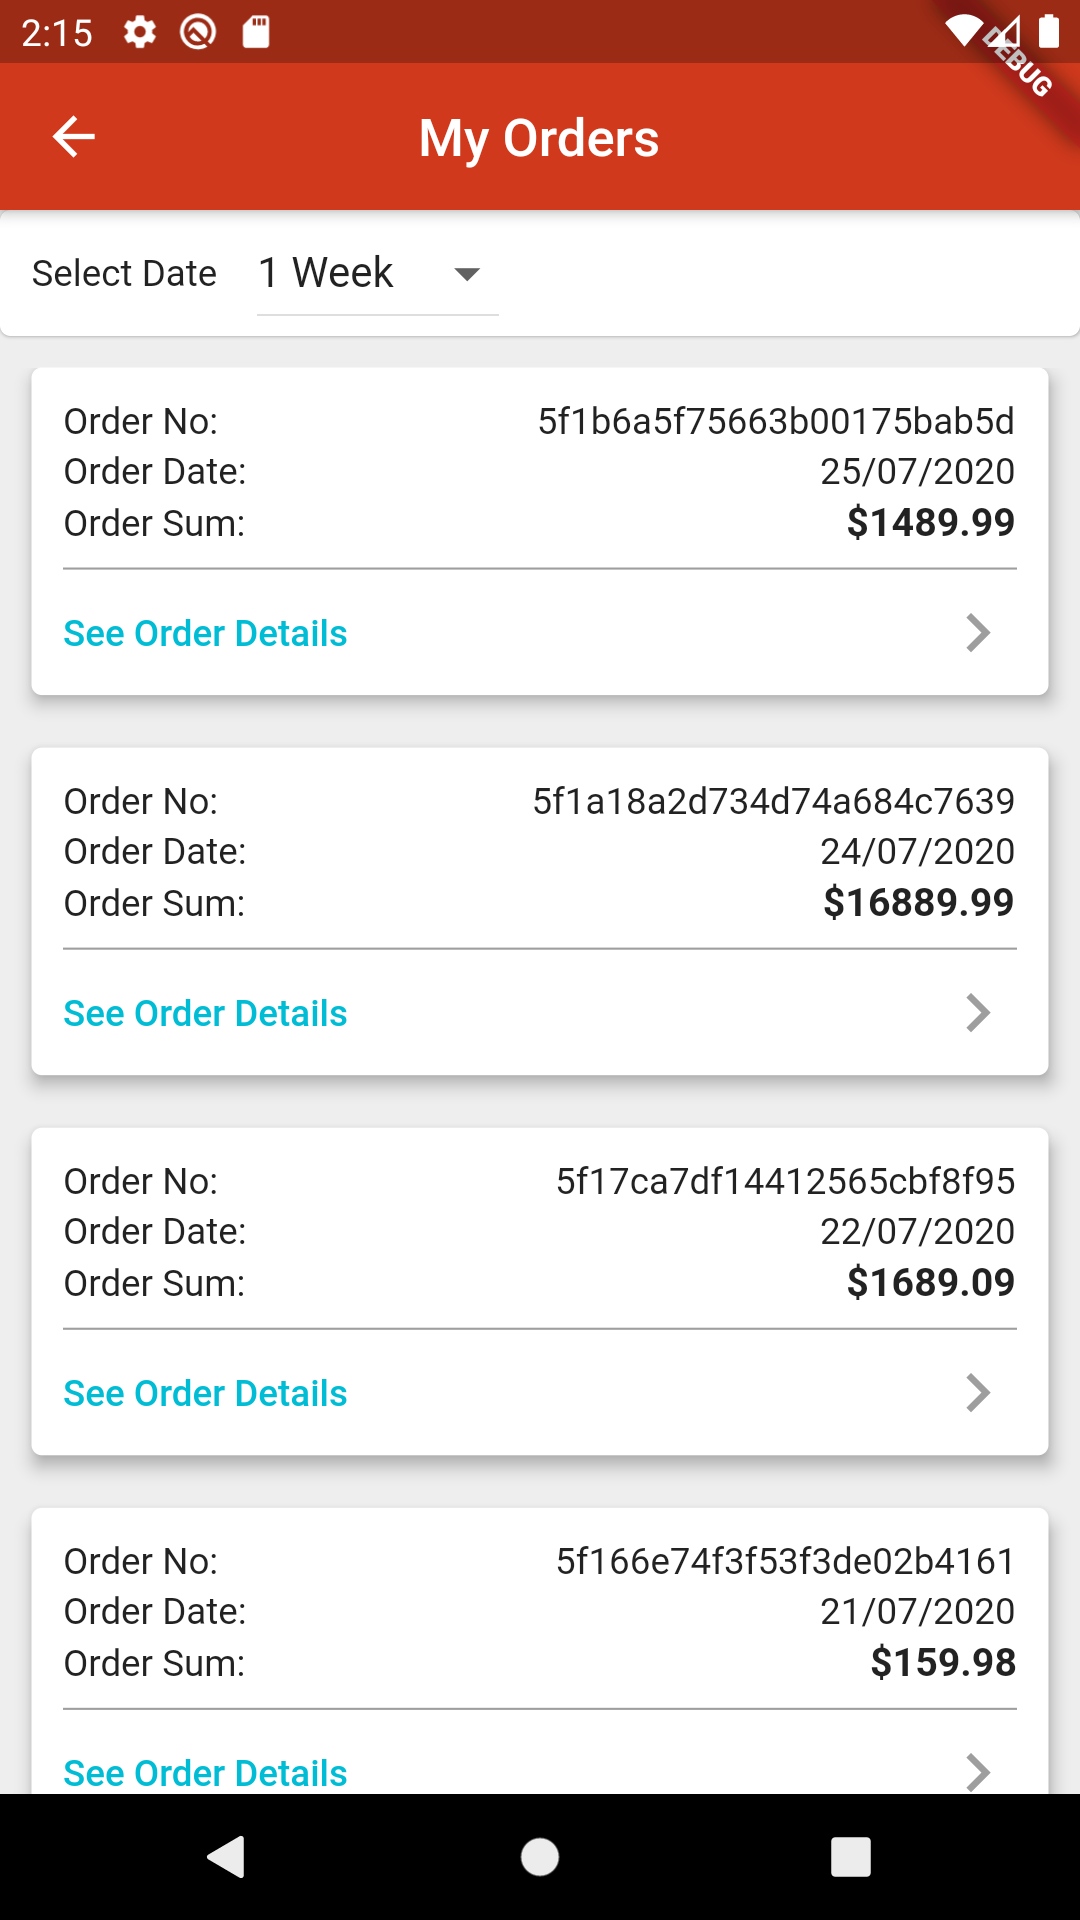 2:15
DEBUG
My Orders
Select Date 1 Week
Order No: 5f1b6a5f75663b00175bab5d
Order Date: 25/07/2020
Order Sum: $1489.99
See Order Details
Order No: 5f1a18a2d734d74a684c7639
Order Date: 24/07/2020
Order Sum: $16889.99
See Order Details
Order No: 5f17ca7df14412565cbf8f95
Order Date: 22/07/2020
Order Sum: $1689.09
See Order Details
Order No: 5f166e74f3f53f3de02b4161
Order Date: 21/07/2020
Order Sum: $159.98
See Order Details